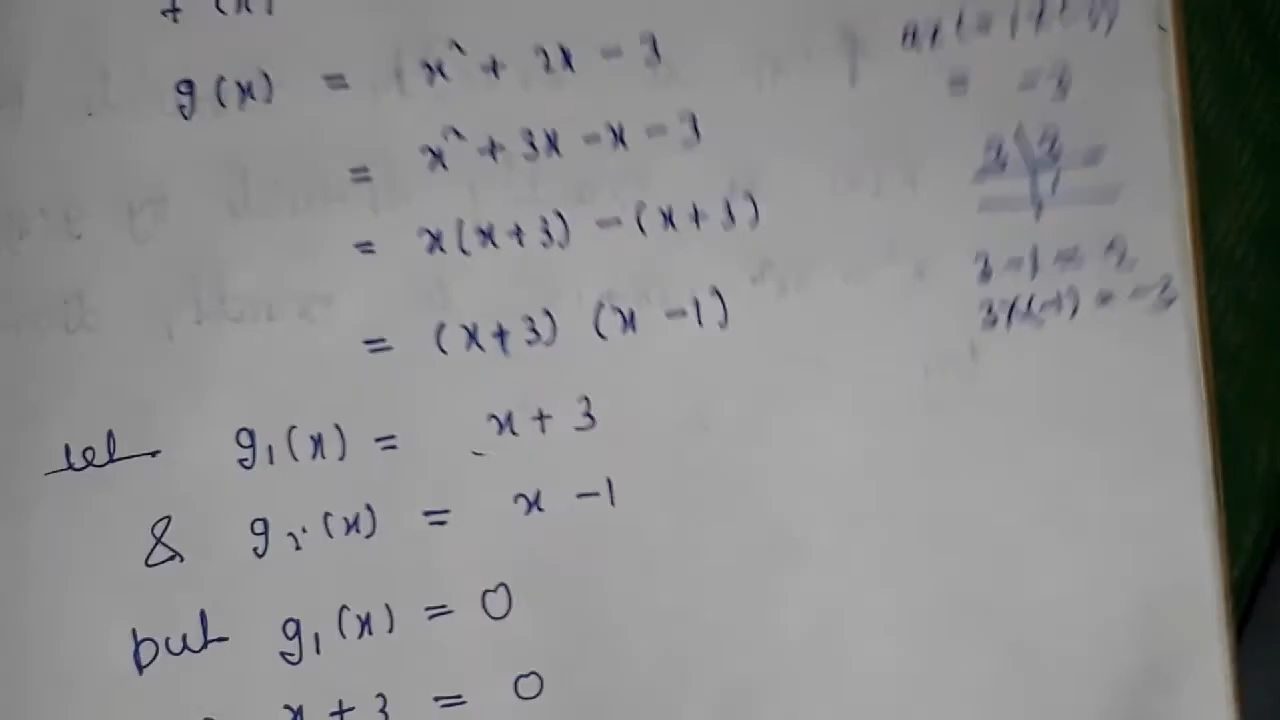 g(x) = x² + 2x - 3
= x² + 3x - x - 3
= x(x+3) - (x+3)
= (x+3) (x-1)
let g₁(x) = x + 3
& g₂(x) = x - 1
but g₁(x) = 0
x + 3 = 0
= -3
3 - 1 = 2
3×(-1) = -3